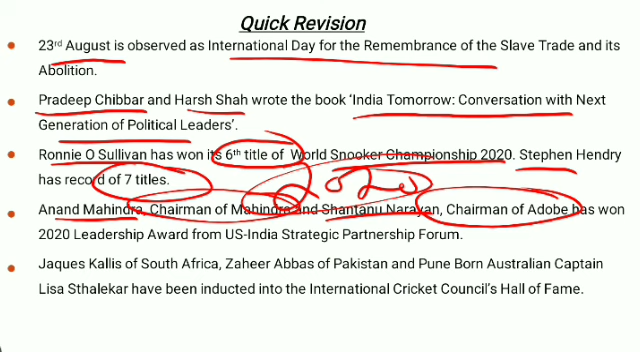 Quick Revision
23rd August is observed as International Day for the Remembrance of the Slave Trade and its
Abolition.
Pradeep Chibbar and Harsh Shah wrote the book ‘India Tomorrow: Conversation with Next
Generation of Political Leaders’.
Ronnie O Sullivan has won its 6th title of World Snooker Championship 2020. Stephen Hendry
has record of 7 titles.
2020
Anand Mahindra, Chairman of Mahindra and Shantanu Narayan, Chairman of Adobe has won
2020 Leadership Award from US-India Strategic Partnership Forum.
Jaques Kallis of South Africa, Zaheer Abbas of Pakistan and Pune Born Australian Captain
Lisa Sthalekar have been inducted into the International Cricket Council’s Hall of Fame.